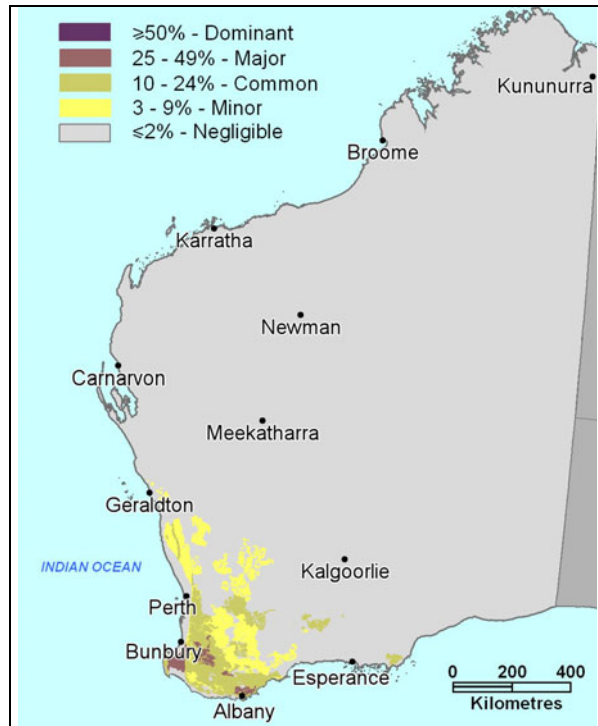 ≥50% - Dominant
25 - 49% - Major
10 - 24% - Common
3 - 9% - Minor
≤2% - Negligible
Kununurra
Broome
Karratha
Newman
Carnarvon
Meekatharra
Geraldton
INDIAN OCEAN
Kalgoorlie
Perth
Bunbury
Esperance
Albany
0 200 400
Kilometres